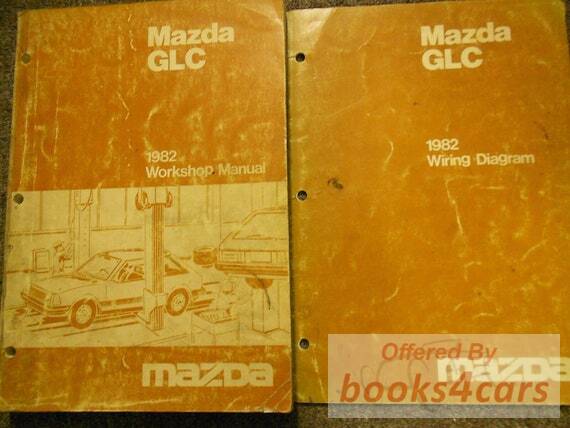 Mazda
GLC
1982
Workshop Manual
mazda
Mazda
GLC
1982
Wiring Diagram
Offered By
books4cars